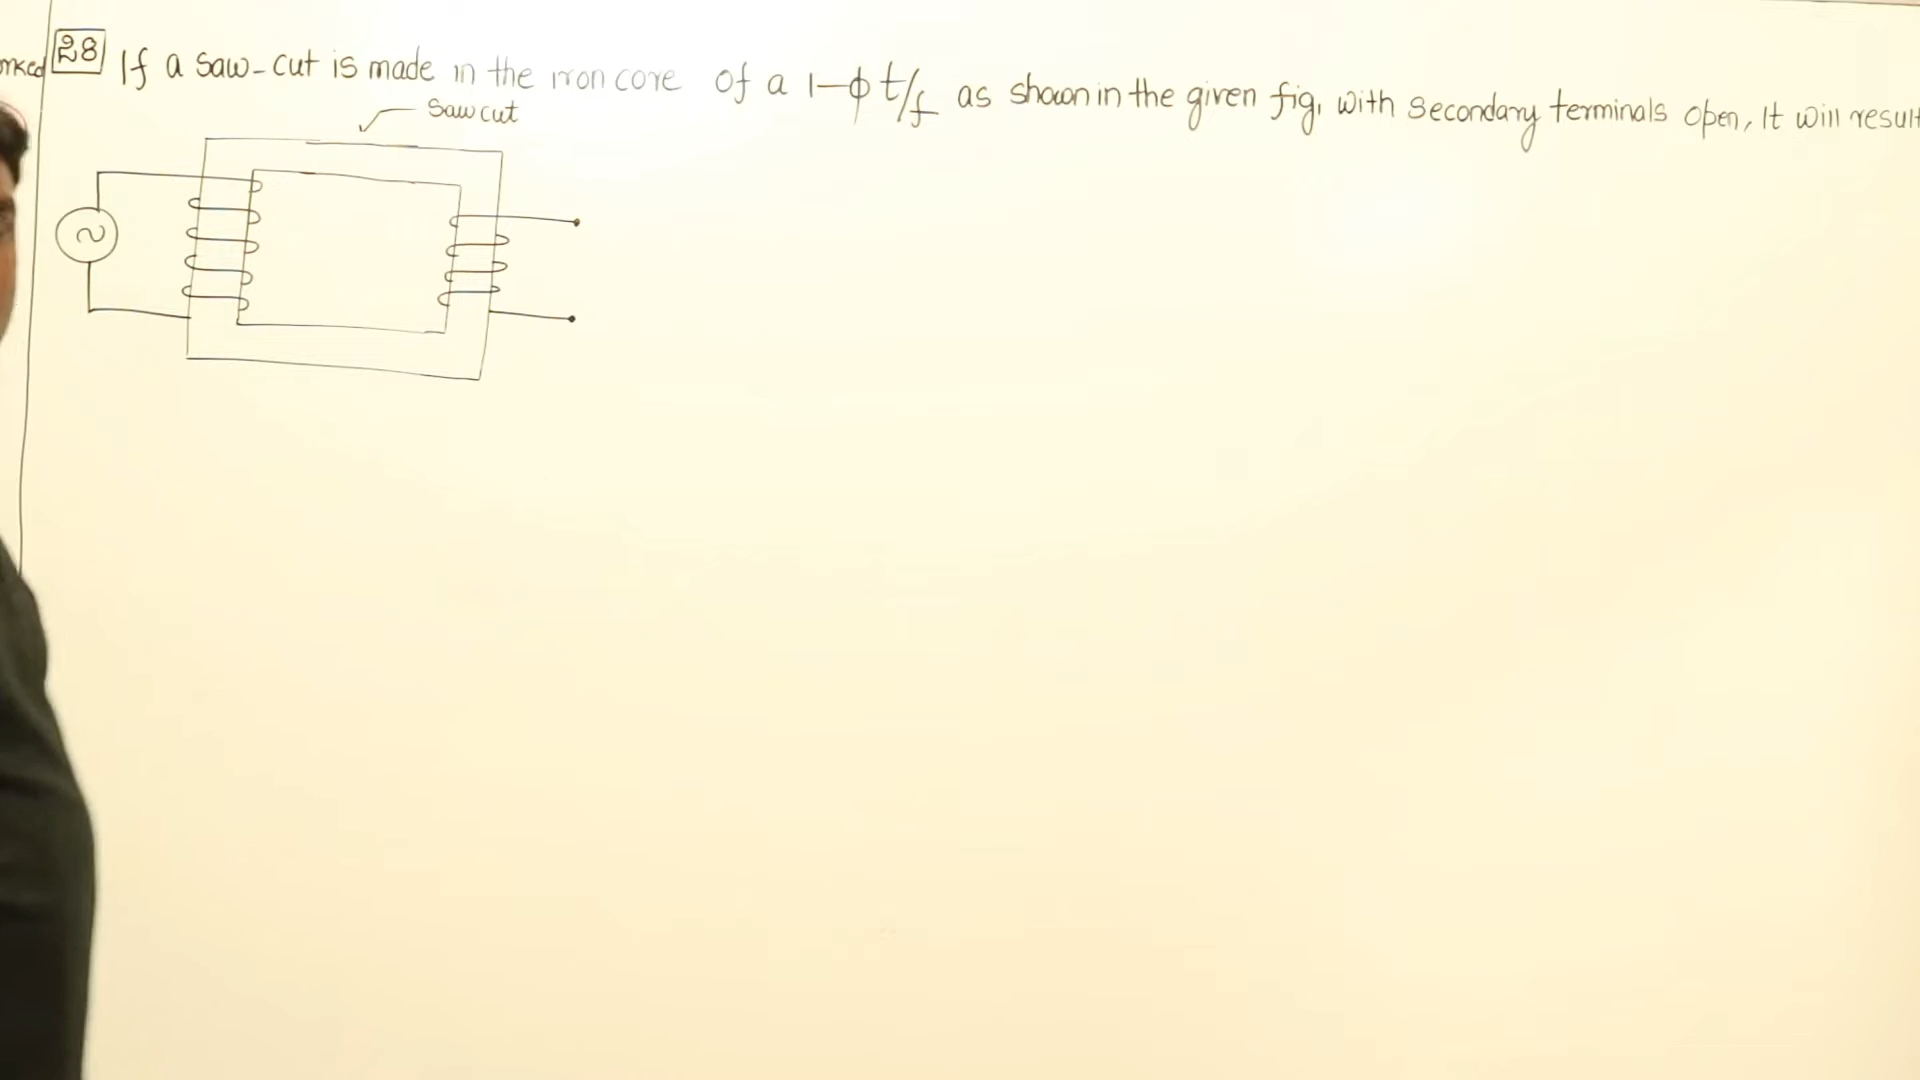 28 If a saw-cut is made in the iron core of a 1-ϕ t/f as shown in the given fig, with secondary terminals open, It will result
Saw cut